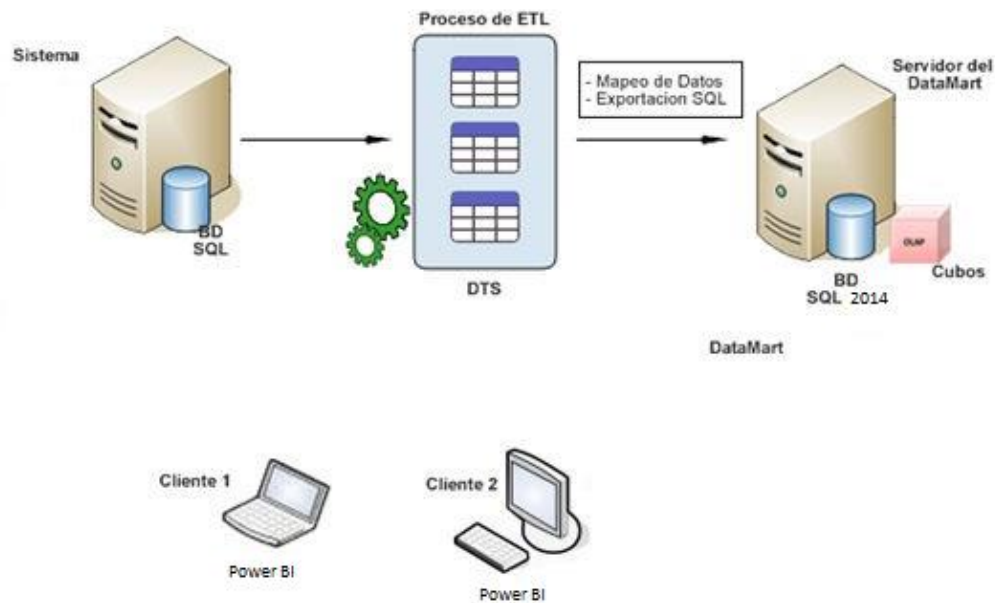 Proceso de ETL
Sistema
- Mapeo de Datos
- Exportacion SQL
Servidor del
DataMart
BD
SQL
DTS
OLAP
Cubos
BD
SQL 2014
DataMart
Cliente 1
Power BI
Cliente 2
Power BI